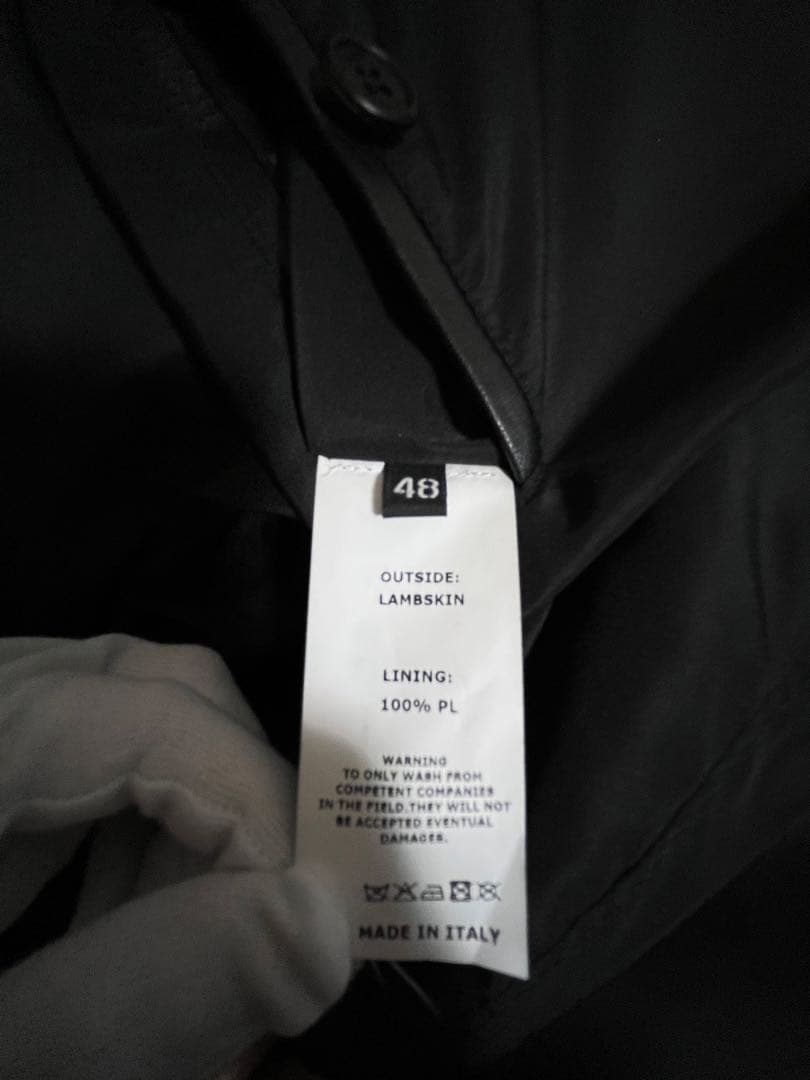 48
OUTSIDE:
LAMBSKIN
LINING:
100% PL
WARNING
TO ONLY WASH FROM
COMPETENT COMPANIES
IN THE FIELD.THEY WILL NOT
BE ACCEPTED EVENTUAL
DAMAGES.
MADE IN ITALY